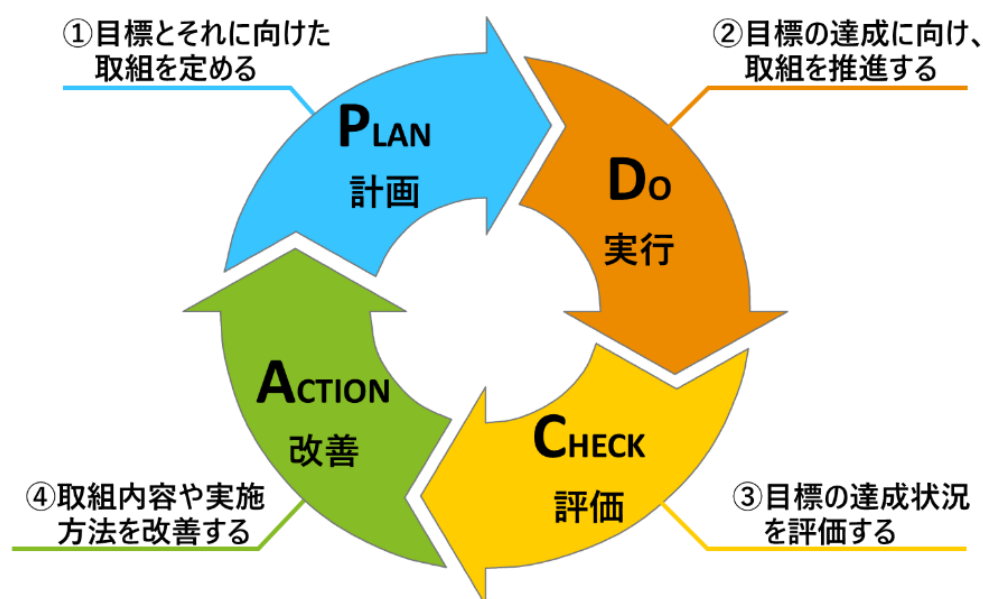 ①目標とそれに向けた
取組を定める
PLAN
計画
②目標の達成に向け、
取組を推進する
DO
実行
③目標の達成状況
を評価する
CHECK
評価
④取組内容や実施
方法を改善する
ACTION
改善